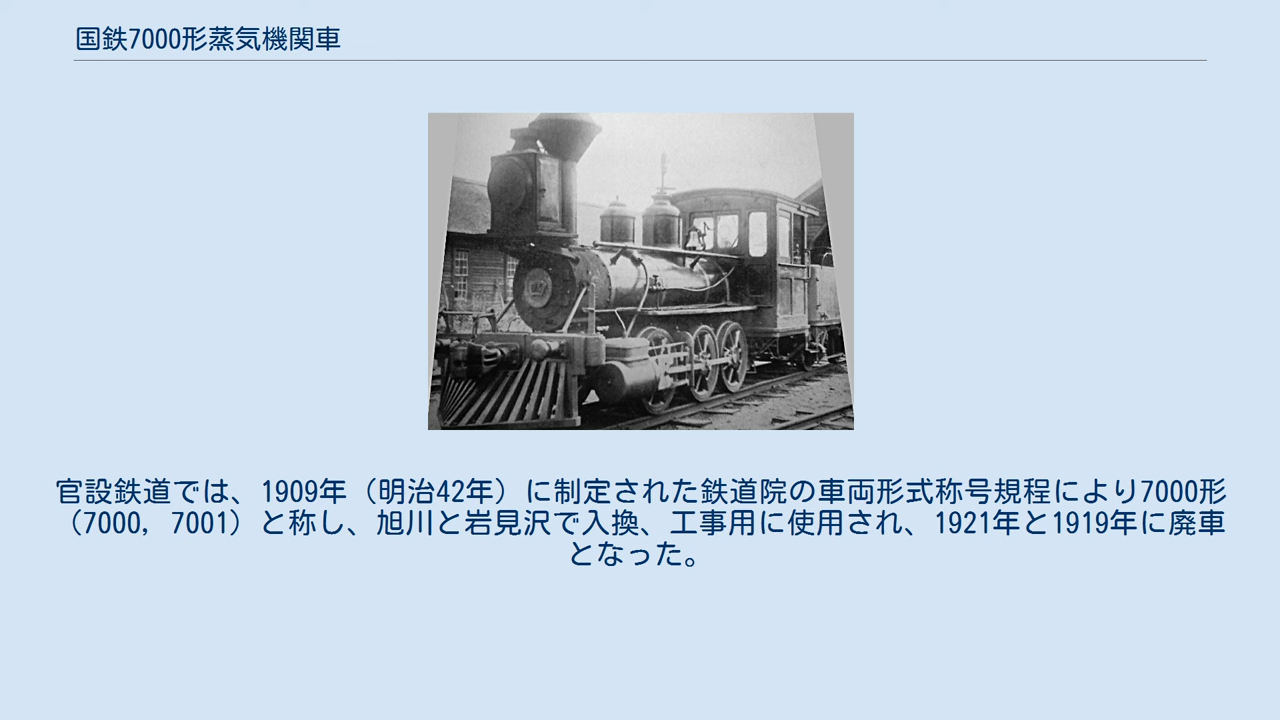 国鉄7000形蒸気機関車
官設鉄道では、1909年（明治42年）に制定された鉄道院の車両形式称号規程により7000形
（7000, 7001）と称し、旭川と岩見沢で入換、工事用に使用され、1921年と1919年に廃車
となった。